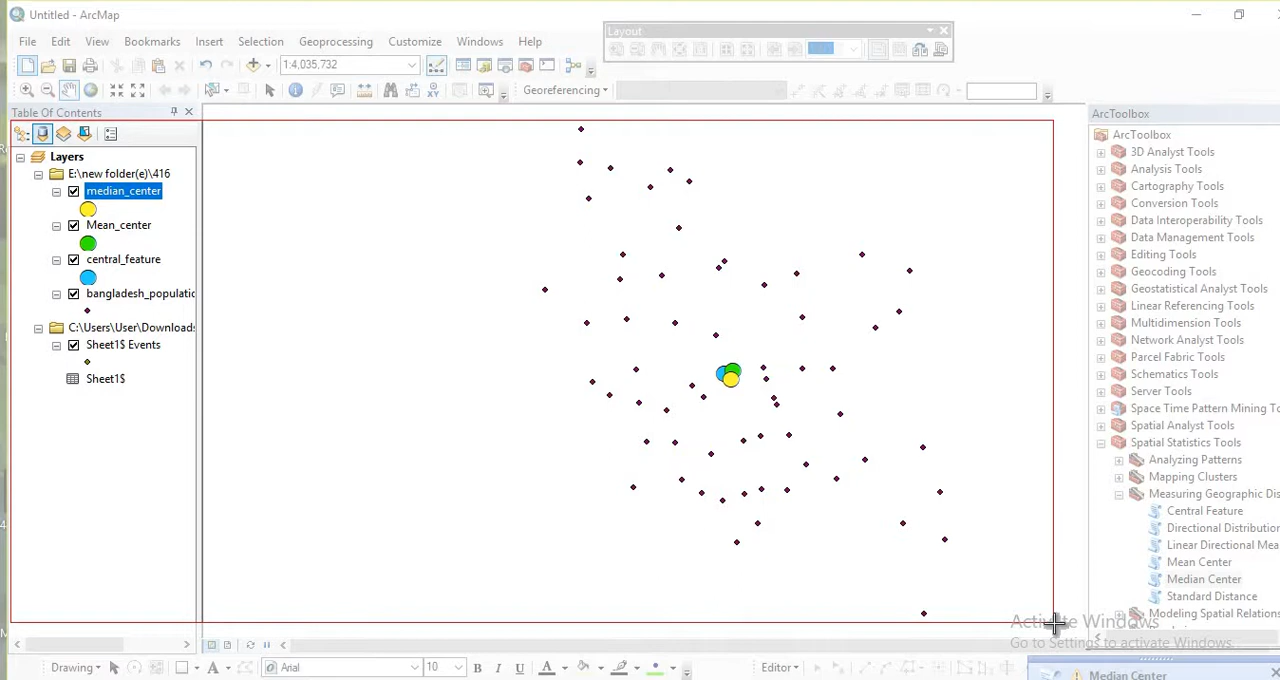 Untitled - ArcMap
File Edit View Bookmarks Insert Selection Geoprocessing Customize Windows Help
Layout
1:4,035,732
Georeferencing
Table Of Contents
Layers
E:\new folder(e)\416
median_center
Mean_center
central_feature
bangladesh_populatio
C:\Users\User\Downloads
Sheet1$ Events
Sheet1$
ArcToolbox
ArcToolbox
3D Analyst Tools
Analysis Tools
Cartography Tools
Conversion Tools
Data Interoperability Tools
Data Management Tools
Editing Tools
Geocoding Tools
Geostatistical Analyst Tools
Linear Referencing Tools
Multidimension Tools
Network Analyst Tools
Parcel Fabric Tools
Schematics Tools
Server Tools
Space Time Pattern Mining To
Spatial Analyst Tools
Spatial Statistics Tools
Analyzing Patterns
Mapping Clusters
Measuring Geographic Dis
Central Feature
Directional Distribution
Linear Directional Mea
Mean Center
Median Center
Standard Distance
Modeling Spatial Relations
Activate Windows
Go to Settings to activate Windows.
Drawing Arial 10 B I U A Editor
Median Center